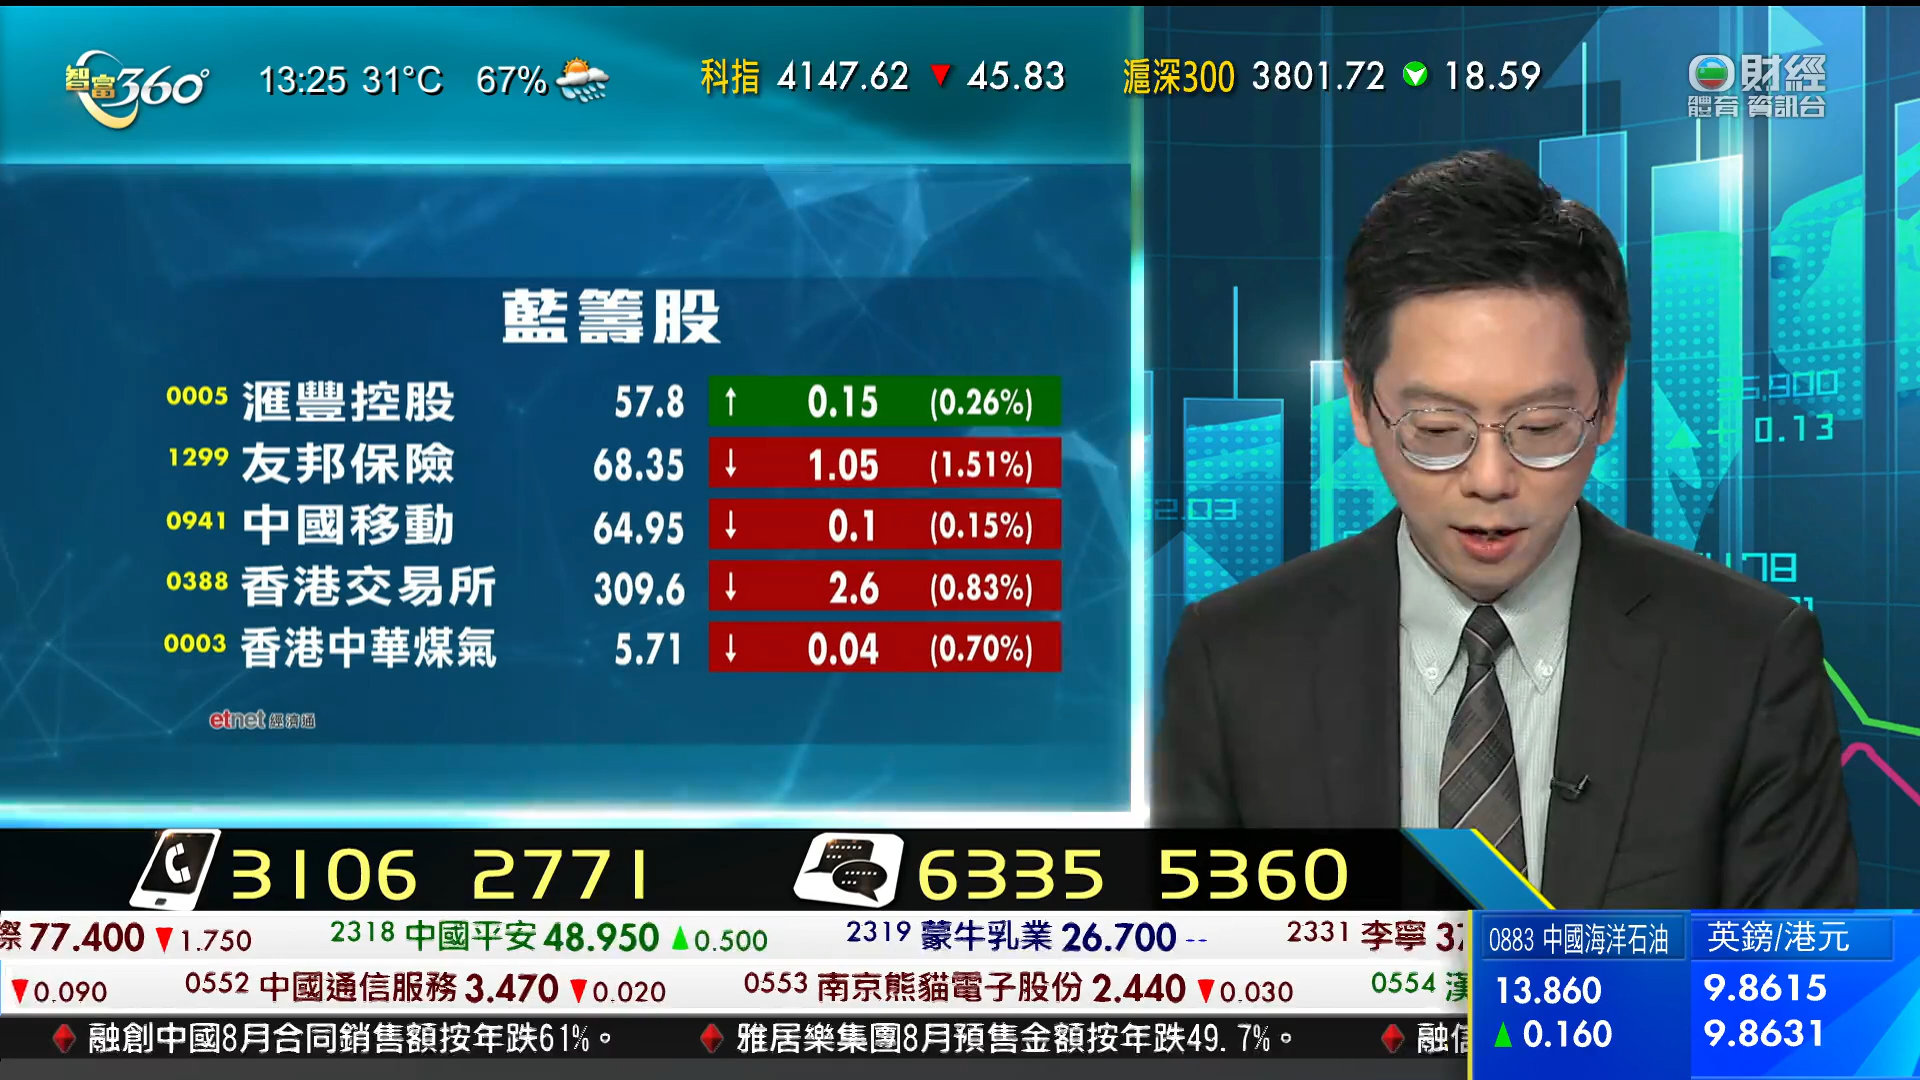 智富360°
13:25 31°C 67%
科指 4147.62 ▼ 45.83
滬深300 3801.72 18.59
財經
體育 資訊台
藍籌股
0005 滙豐控股 57.8 ↑ 0.15 (0.26%)
1299 友邦保險 68.35 ↓ 1.05 (1.51%)
0941 中國移動 64.95 ↓ 0.1 (0.15%)
0388 香港交易所 309.6 ↓ 2.6 (0.83%)
0003 香港中華煤氣 5.71 ↓ 0.04 (0.70%)
etnet 經濟通
0.13
3106 2771
6335 5360
77.400 ▼1.750 2318 中國平安 48.950 ▲0.500 2319 蒙牛乳業 26.700 -- 2331 李寧
▼0.090 0552 中國通信服務 3.470 ▼0.020 0553 南京熊貓電子股份 2.440 ▼0.030 0554
融創中國8月合同銷售額按年跌61%。 雅居樂集團8月預售金額按年跌49.7%。 融信
0883 中國海洋石油
13.860
▲ 0.160
英鎊/港元
9.8615
9.8631